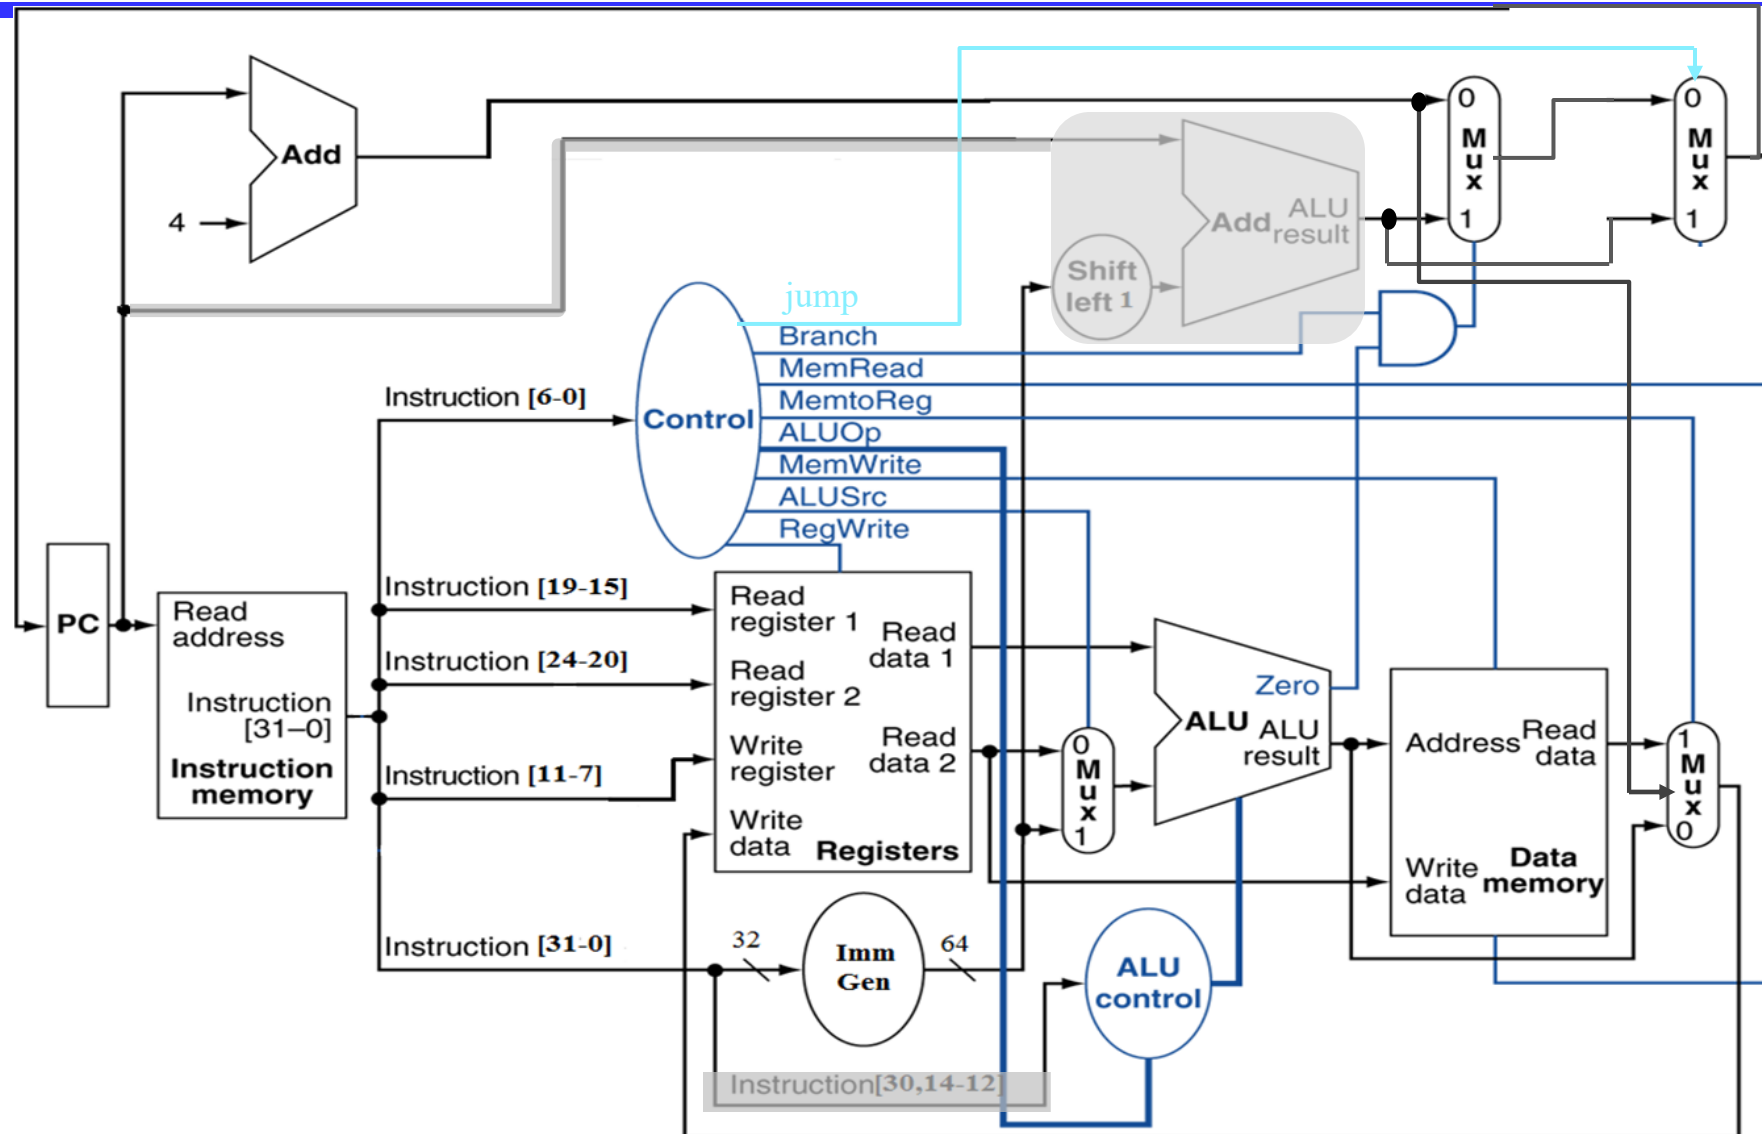 Add
4
0
M
u
x
1
0
M
u
x
1
Add
ALU
result
Shift
left 1
jump
Branch
MemRead
MemtoReg
ALUOp
MemWrite
ALUSrc
RegWrite
Control
Instruction [6-0]
Instruction [19-15]
Instruction [24-20]
Instruction [11-7]
Instruction [31-0]
PC
Read
address
Instruction
[31–0]
Instruction
memory
Read
register 1
Read
register 2
Write
register
Write
data
Read
data 1
Read
data 2
Registers
0
M
u
x
1
Zero
ALU
ALU
result
Address
Read
data
Write
data
Data
memory
1
M
u
x
0
32
Imm
Gen
64
ALU
control
Instruction[30,14-12]